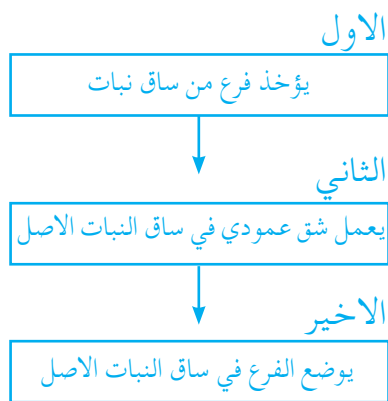 الاول
يؤخذ فرع من ساق نبات
الثاني
يعمل شق عمودي في ساق النبات الاصل
الاخير
يوضع الفرع في ساق النبات الاصل